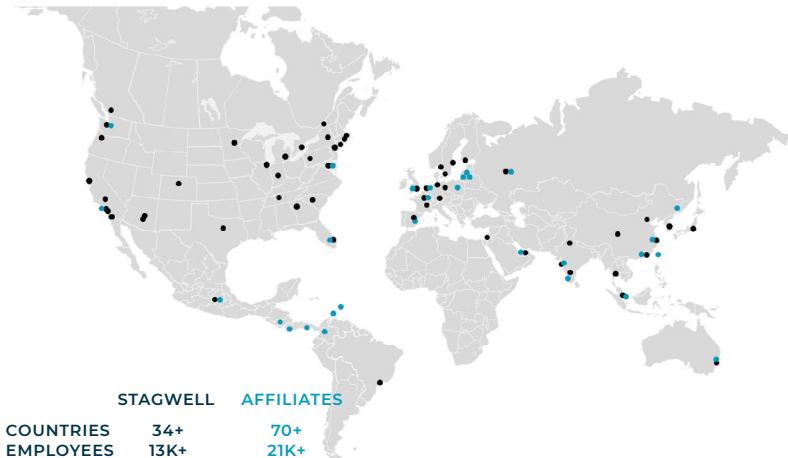 STAGWELL AFFILIATES
COUNTRIES 34+ 70+
EMPLOYEES 13K+ 21K+